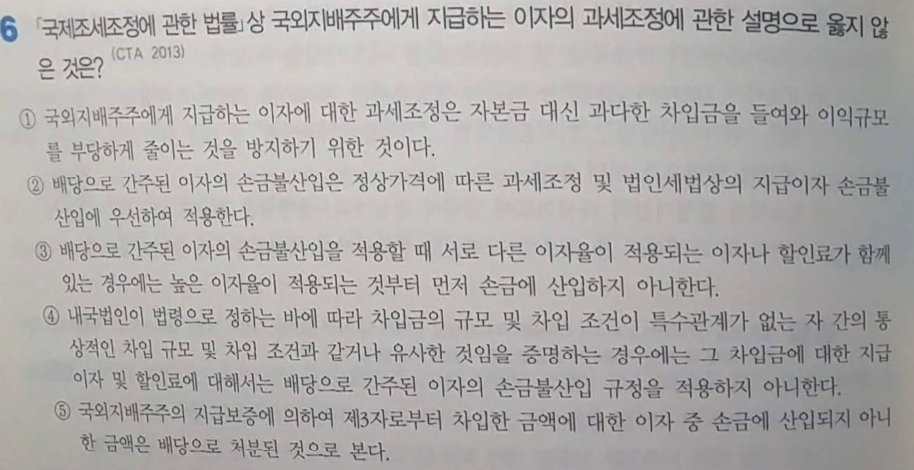 6 「국제조세조정에 관한 법률」상 국외지배주주에게 지급하는 이자의 과세조정에 관한 설명으로 옳지 않
은 것은? (CTA 2013)
① 국외지배주주에게 지급하는 이자에 대한 과세조정은 자본금 대신 과다한 차입금을 들여와 이익규모
를 부당하게 줄이는 것을 방지하기 위한 것이다.
② 배당으로 간주된 이자의 손금불산입은 정상가격에 따른 과세조정 및 법인세법상의 지급이자 손금불
산입에 우선하여 적용한다.
③ 배당으로 간주된 이자의 손금불산입을 적용할 때 서로 다른 이자율이 적용되는 이자나 할인료가 함께
있는 경우에는 높은 이자율이 적용되는 것부터 먼저 손금에 산입하지 아니한다.
④ 내국법인이 법령으로 정하는 바에 따라 차입금의 규모 및 차입 조건이 특수관계가 없는 자 간의 통
상적인 차입 규모 및 차입 조건과 같거나 유사한 것임을 증명하는 경우에는 그 차입금에 대한 지급
이자 및 할인료에 대해서는 배당으로 간주된 이자의 손금불산입 규정을 적용하지 아니한다.
⑤ 국외지배주주의 지급보증에 의하여 제3자로부터 차입한 금액에 대한 이자 중 손금에 산입되지 아니
한 금액은 배당으로 처분된 것으로 본다.